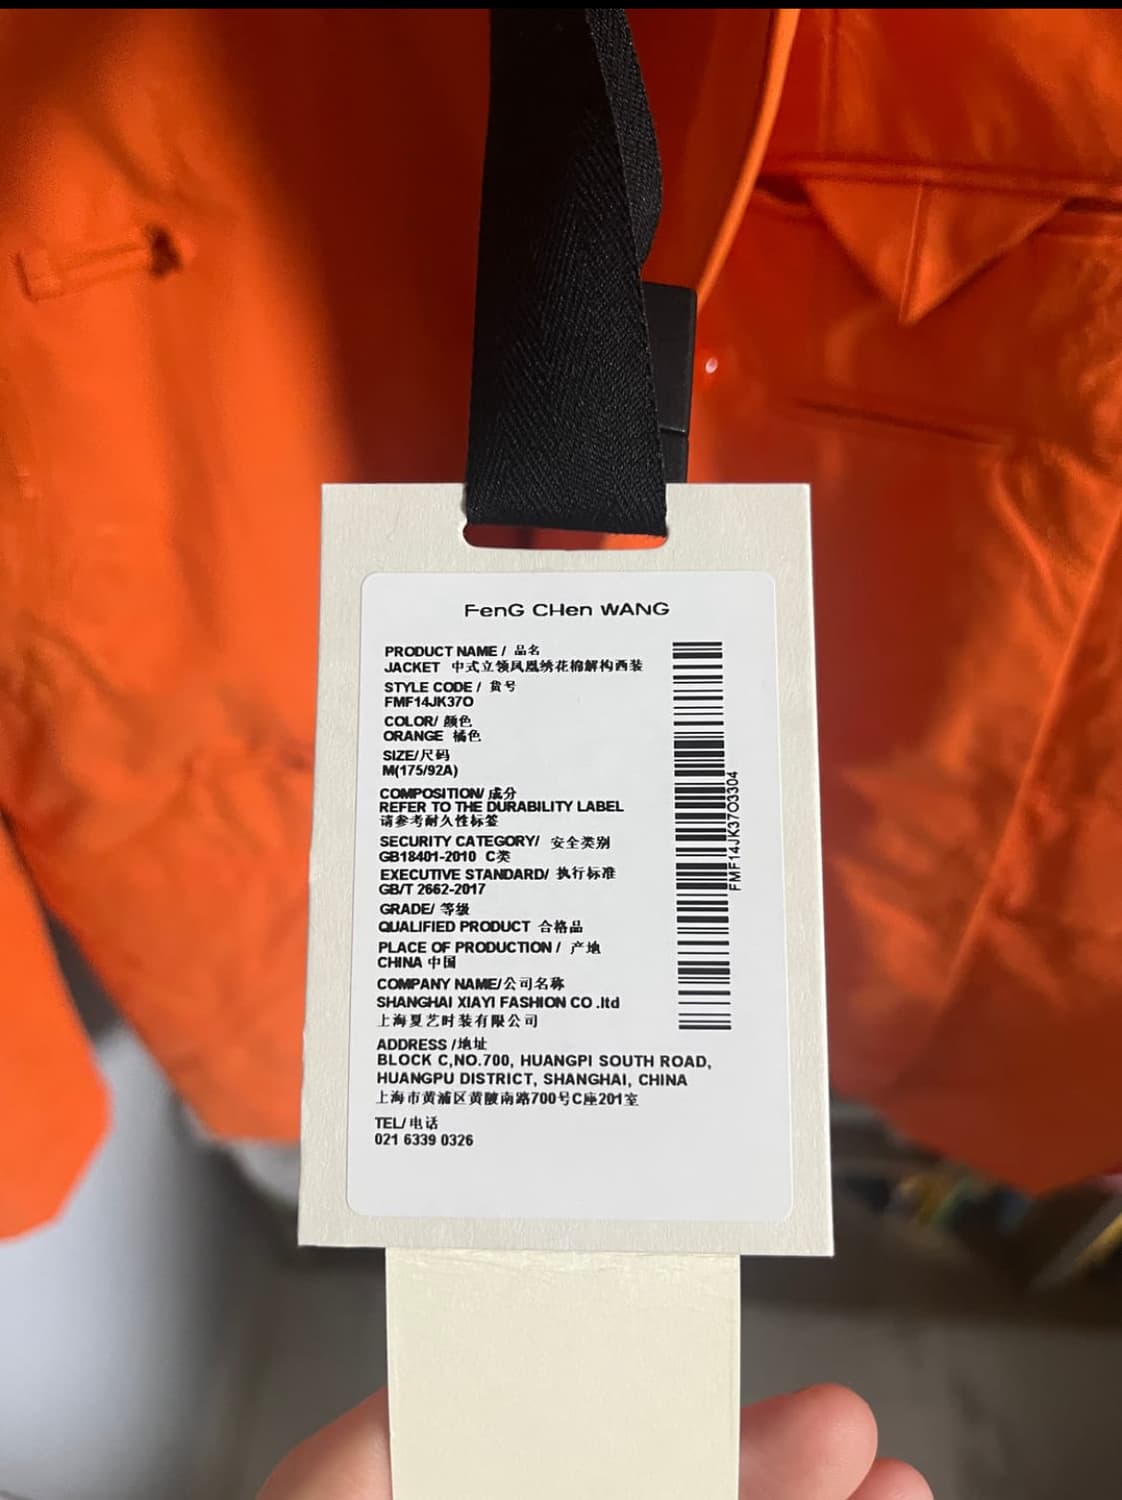 FenG CHen WANG
PRODUCT NAME / 品名
JACKET 中式立领凤凰绣花棉解构西装
STYLE CODE / 货号
FMF14JK37O
COLOR/ 颜色
ORANGE 橘色
SIZE/尺码
M(175/92A)
COMPOSITION/ 成分
REFER TO THE DURABILITY LABEL
请参考耐久性标签
SECURITY CATEGORY/ 安全类别
GB18401-2010 C类
EXECUTIVE STANDARD/ 执行标准
GB/T 2662-2017
GRADE/ 等级
QUALIFIED PRODUCT 合格品
PLACE OF PRODUCTION / 产地
CHINA 中国
COMPANY NAME/公司名称
SHANGHAI XIAYI FASHION CO .ltd
上海夏艺时装有限公司
ADDRESS /地址
BLOCK C,NO.700, HUANGPI SOUTH ROAD,
HUANGPU DISTRICT, SHANGHAI, CHINA
上海市黄浦区黄陂南路700号C座201室
TEL/ 电话
021 6339 0326
FMF14JK37O3304